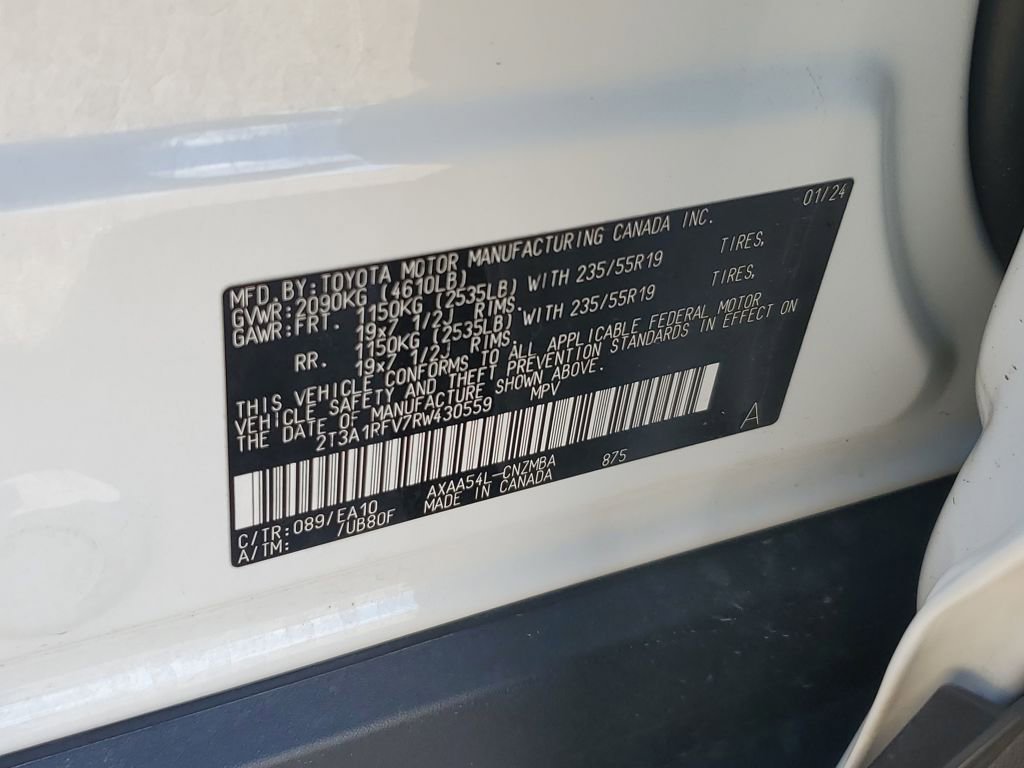 01/24
MFD.BY:TOYOTA MOTOR MANUFACTURING CANADA INC.
GVWR:2090KG (4610LB)
GAWR:FRT. 1150KG (2535LB) WITH 235/55R19 TIRES,
19x7 1/2J RIMS.
RR. 1150KG (2535LB) WITH 235/55R19 TIRES,
19x7 1/2J RIMS.
THIS VEHICLE CONFORMS TO ALL APPLICABLE FEDERAL MOTOR
VEHICLE SAFETY AND THEFT PREVENTION STANDARDS IN EFFECT ON
THE DATE OF MANUFACTURE SHOWN ABOVE.
2T3A1RFV7RW430559 MPV
A
C/TR:089/EA10 AXAA54L-CNZMBA 875
A/TM: /UB80F MADE IN CANADA